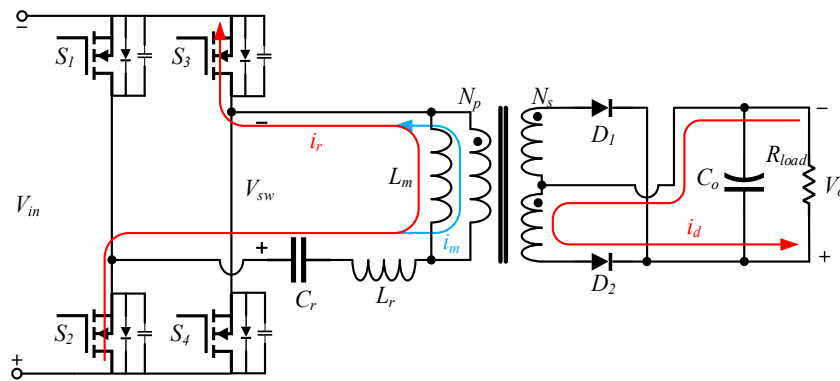 −
S1
S3
−
ir
Lm
im
Np
Ns
D1
−
Rload
Co
Vo
Vin
Vsw
+
Cr
Lr
id
D2
+
S2
S4
+